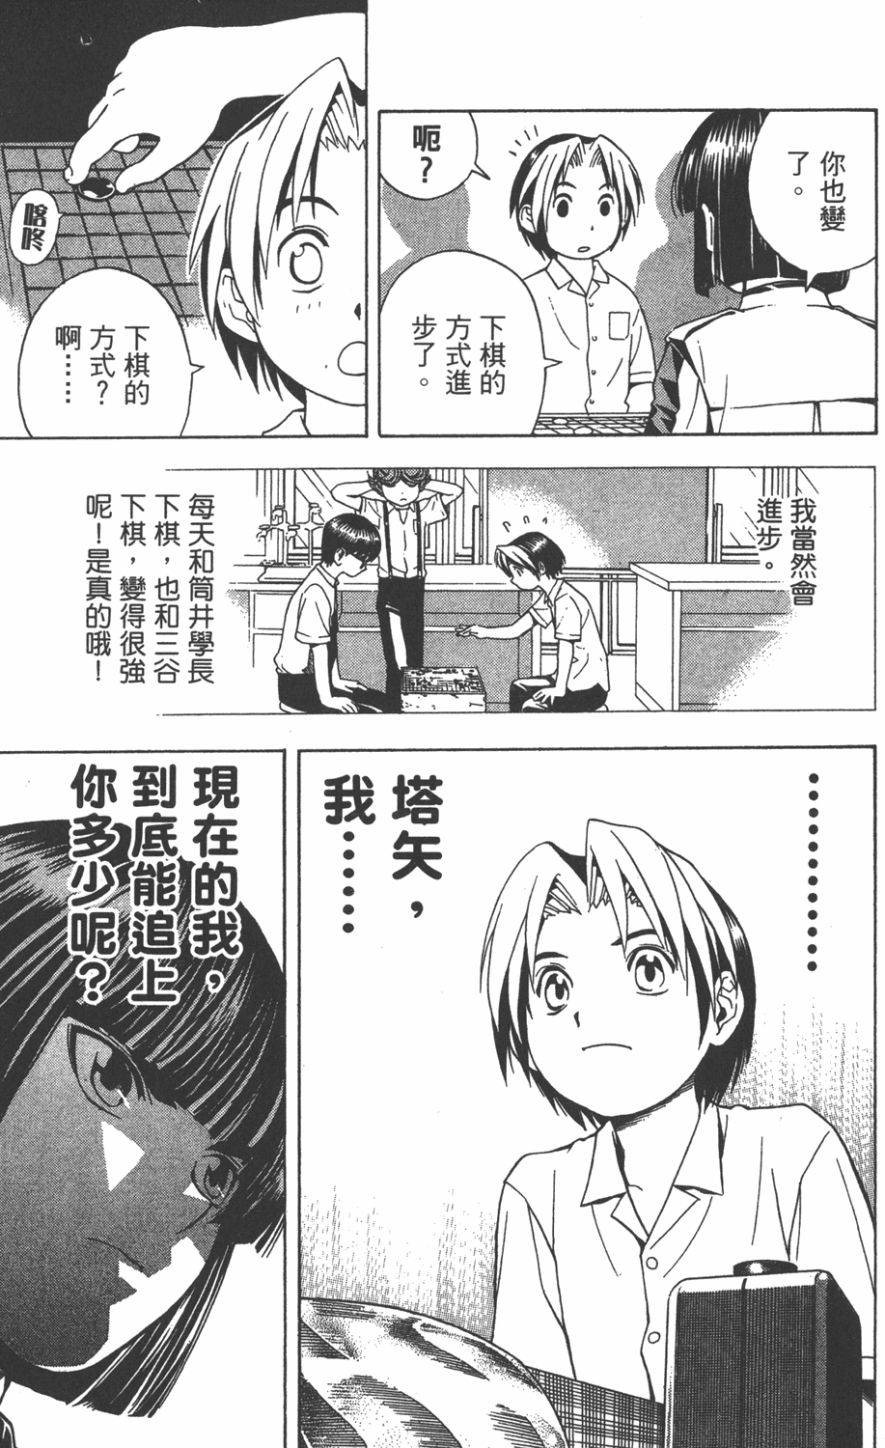 你也變
了。
呃?
下棋的
方式進
步了。
喀咚
下棋的
方式?
啊……
我當然會
進步。
每天和筒井學長
下棋,也和三谷
下棋,變得很強
呢!是真的哦!
…………
塔矢,
我……
現在的我,
到底能追上
你多少呢?